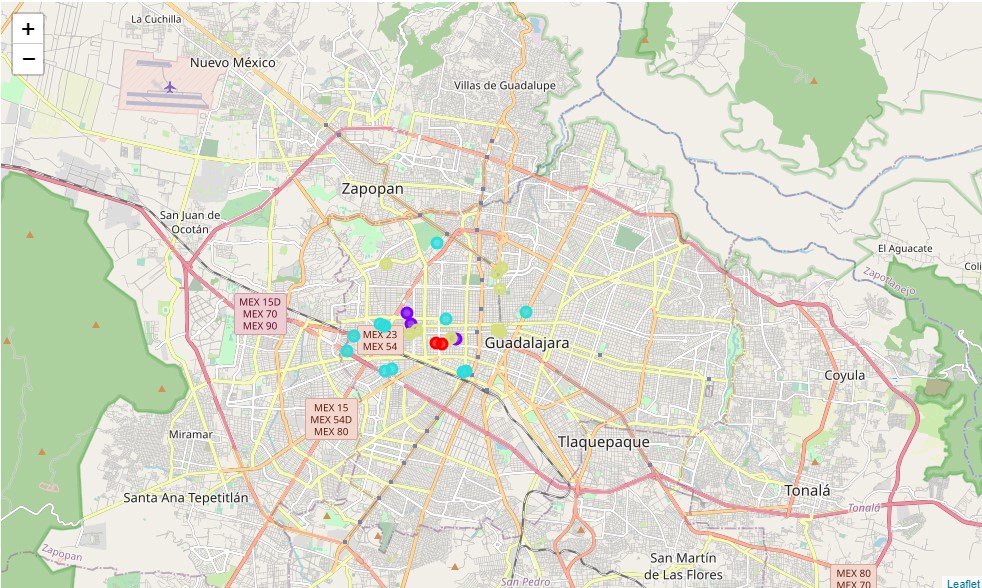 La Cuchilla
+
−
Nuevo México
Villas de Guadalupe
Zapopan
San Juan de
Ocotán
El Aguacate
Coli
Zapotlanejo
MEX 15D
MEX 70
MEX 90
MEX 23
MEX 54
Guadalajara
Coyula
MEX 15
MEX 54D
MEX 80
Miramar
Tlaquepaque
Santa Ana Tepetitlán
Tonalá
Tonalá
Zapopan
San Martín
de Las Flores
San Pedro
MEX 80
MEX 70
Leaflet